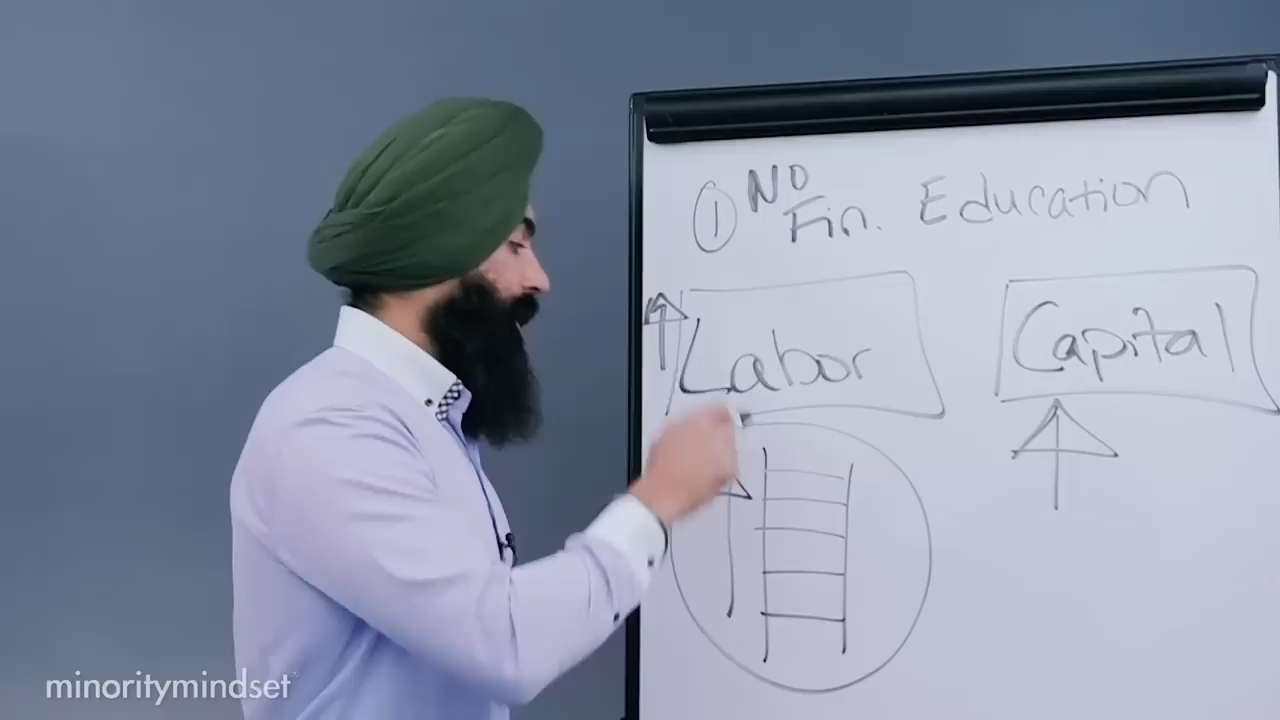 ① No
Fin. Education
Labor
Capital
minoritymindset